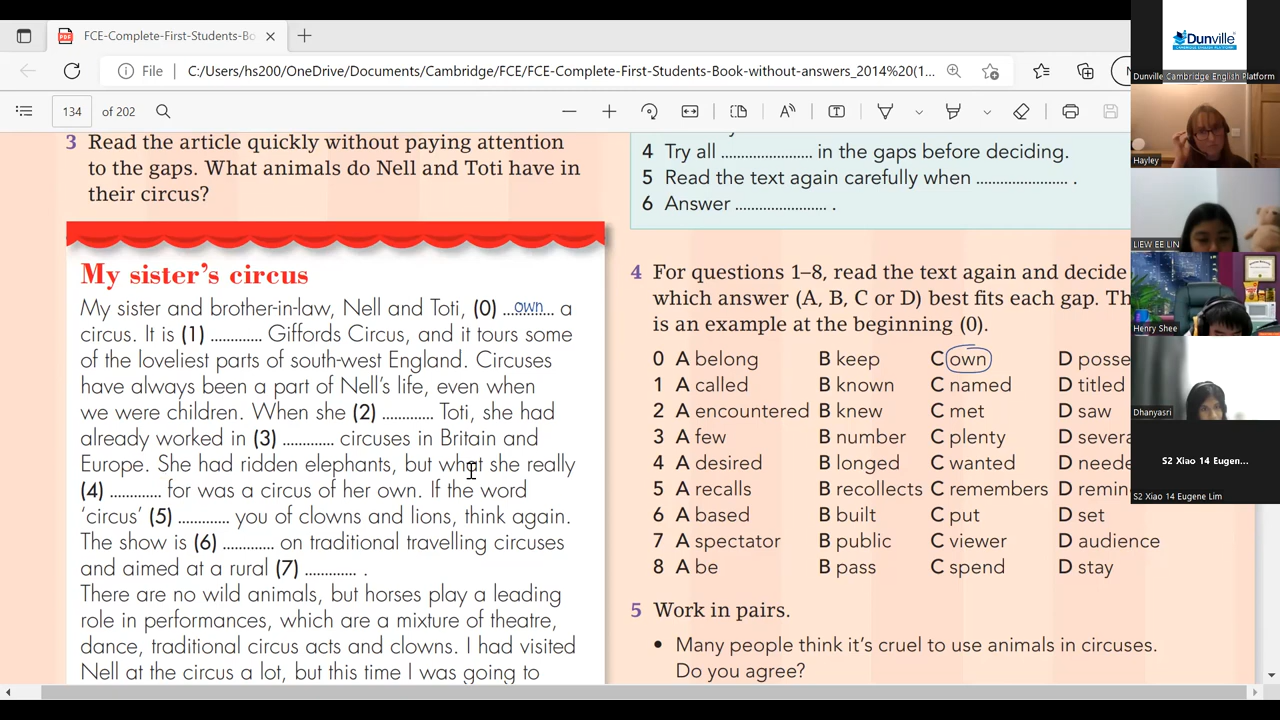 FCE-Complete-First-Students-Bo
File
C:/Users/hs200/OneDrive/Documents/Cambridge/FCE/FCE-Complete-First-Students-Book-without-answers_2014%20(1...
134 of 202
3 Read the article quickly without paying attention
to the gaps. What animals do Nell and Toti have in
their circus?
My sister's circus
My sister and brother-in-law, Nell and Toti, (0) ...own... a
circus. It is (1) ............ Giffords Circus, and it tours some
of the loveliest parts of south-west England. Circuses
have always been a part of Nell's life, even when
we were children. When she (2) ............ Toti, she had
already worked in (3) ............ circuses in Britain and
Europe. She had ridden elephants, but what she really
(4) ............ for was a circus of her own. If the word
'circus' (5) ............ you of clowns and lions, think again.
The show is (6) ............ on traditional travelling circuses
and aimed at a rural (7) ............ .
There are no wild animals, but horses play a leading
role in performances, which are a mixture of theatre,
dance, traditional circus acts and clowns. I had visited
Nell at the circus a lot, but this time I was going to
4 Try all ..................... in the gaps before deciding.
5 Read the text again carefully when ..................... .
6 Answer ..................... .
4 For questions 1–8, read the text again and decide
which answer (A, B, C or D) best fits each gap. Th
is an example at the beginning (0).
0 A belong B keep C own D posse
1 A called B known C named D titled
2 A encountered B knew C met D saw
3 A few B number C plenty D severa
4 A desired B longed C wanted D neede
5 A recalls B recollects C remembers D remin
6 A based B built C put D set
7 A spectator B public C viewer D audience
8 A be B pass C spend D stay
5 Work in pairs.
• Many people think it's cruel to use animals in circuses.
Do you agree?
Dunville
CAMBRIDGE ENGLISH PLATFORM
Dunville Cambridge English Platform
Hayley
LIEW EE LIN
Henry Shee
Dhanyasri
S2 Xiao 14 Eugen...
S2 Xiao 14 Eugene Lim